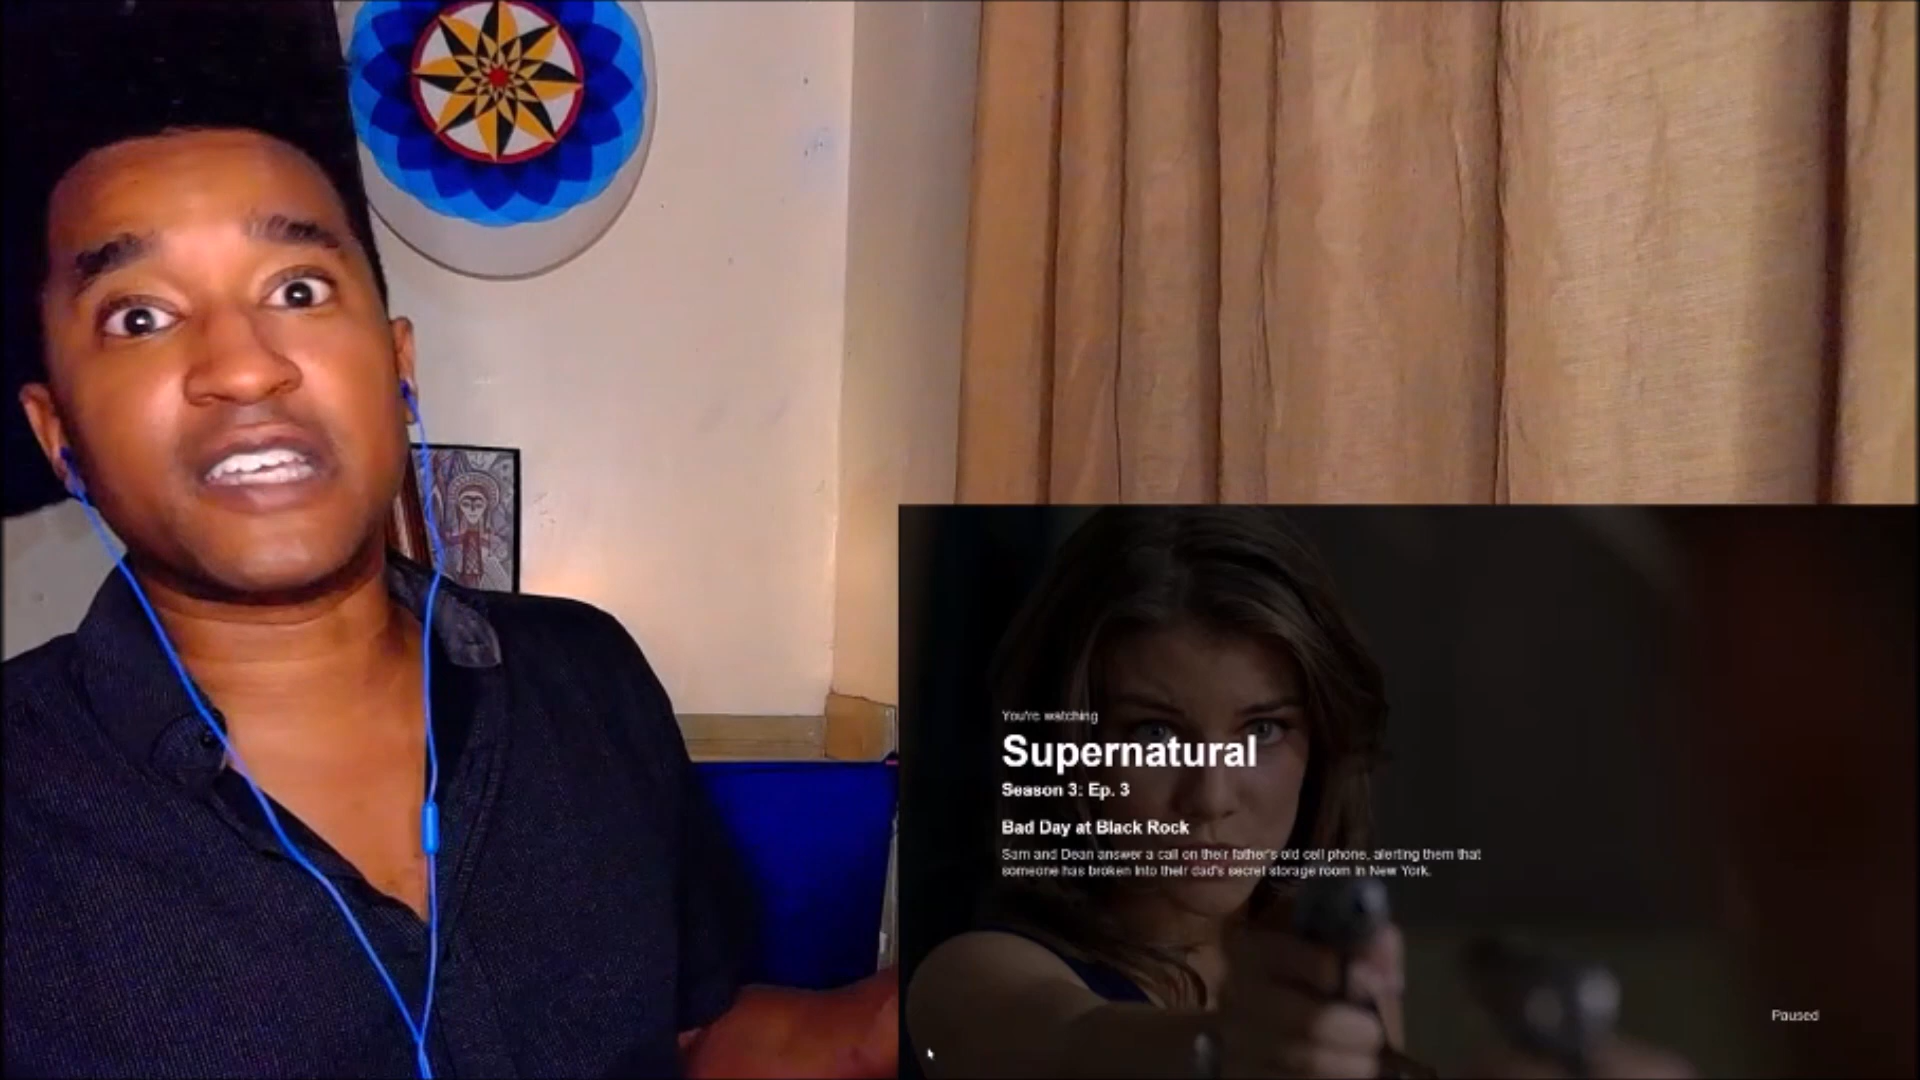 You're watching
Supernatural
Season 3: Ep. 3
Bad Day at Black Rock
Sam and Dean answer a call on their father's old cell phone, alerting them that
someone has broken into their dad's secret storage room in New York.
Paused